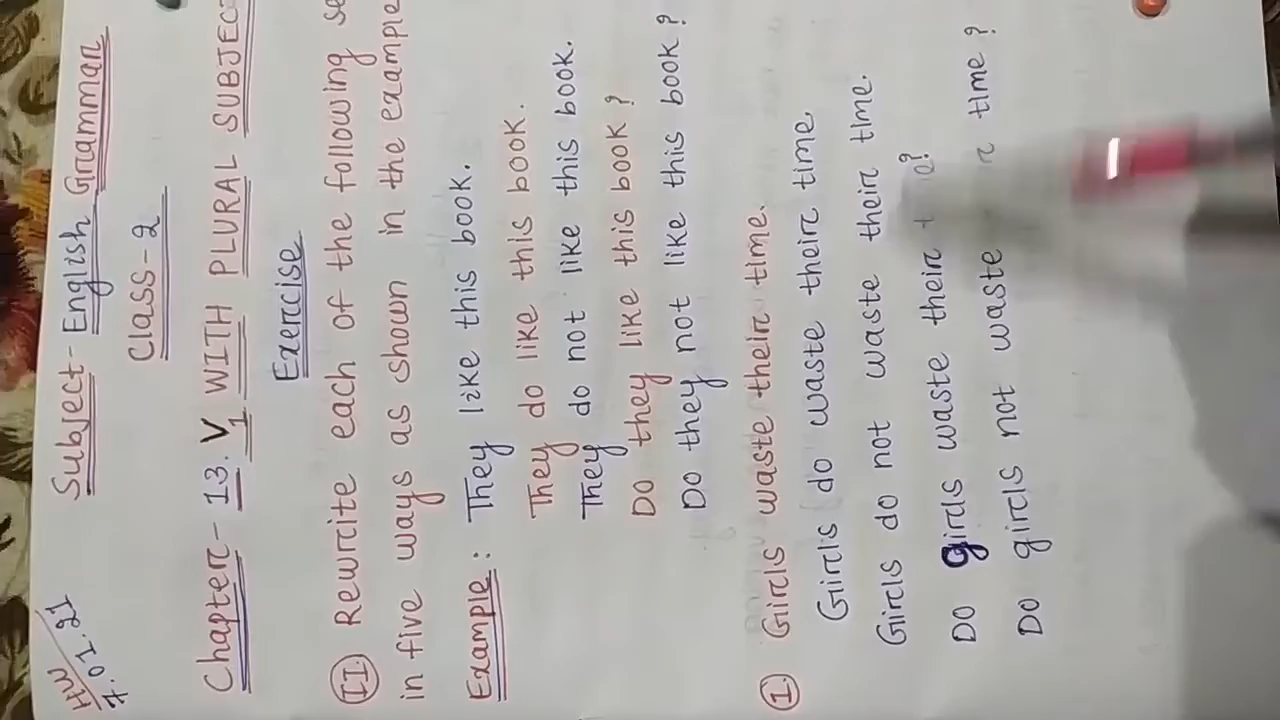 HW
7.01.21
Subject - English Grammar
Class - 2
Chapter - 13. V1 WITH PLURAL SUBJEC
Exercise
II. Rewrite each of the following se
in five ways as shown in the example
Example : They like this book.
They do like this book.
They do not like this book.
Do they like this book ?
Do they not like this book ?
1. Girls waste their time.
Girls do waste their time.
Girls do not waste their time.
Do girls waste their
Do girls not waste time ?